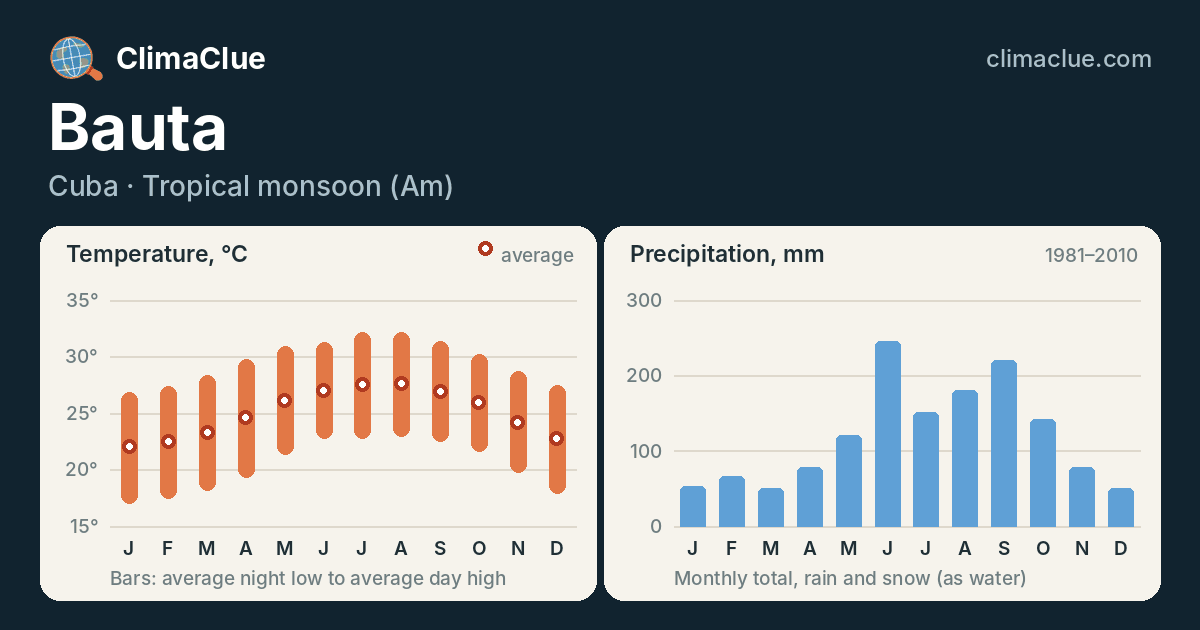 ClimaClue
climaclue.com
Bauta
Cuba · Tropical monsoon (Am)
Temperature, °C
average
35°
30°
25°
20°
15°
J F M A M J J A S O N D
Bars: average night low to average day high
Precipitation, mm
1981–2010
300
200
100
0
J F M A M J J A S O N D
Monthly total, rain and snow (as water)